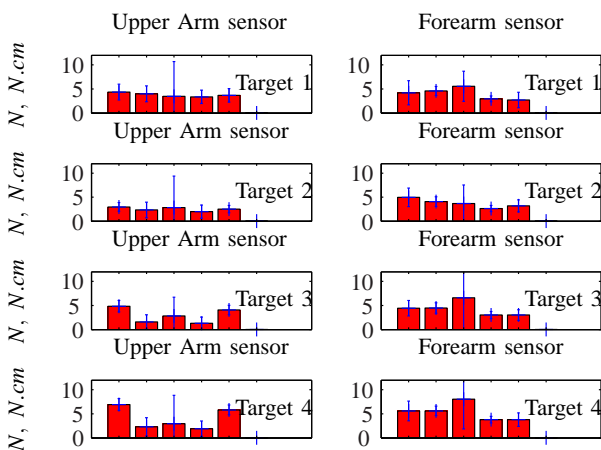 Upper Arm sensor Forearm sensor
N, N.cm 10 5 0 Target 1 10 5 0 Target 1
Upper Arm sensor Forearm sensor
N, N.cm 10 5 0 Target 2 10 5 0 Target 2
Upper Arm sensor Forearm sensor
N, N.cm 10 5 0 Target 3 10 5 0 Target 3
Upper Arm sensor Forearm sensor
N, N.cm 10 5 0 Target 4 10 5 0 Target 4